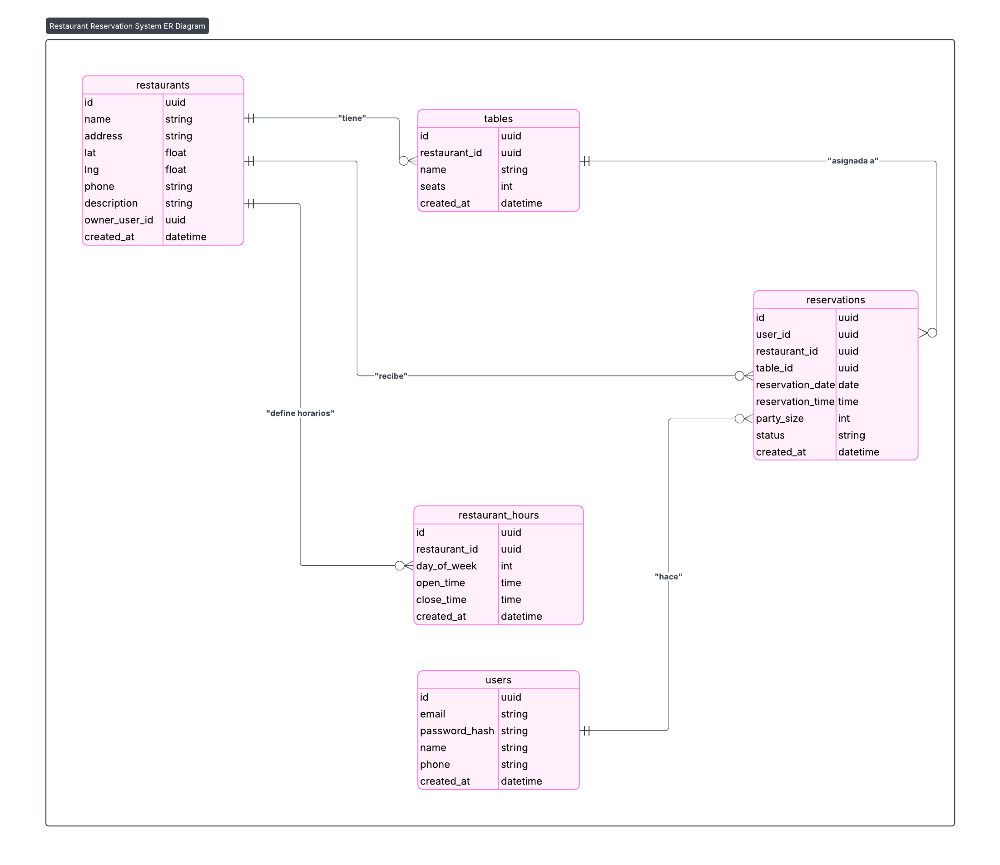 Restaurant Reservation System ER Diagram
restaurants
id uuid
name string
address string
lat float
lng float
phone string
description string
owner_user_id uuid
created_at datetime
"tiene"
tables
id uuid
restaurant_id uuid
name string
seats int
created_at datetime
"asignada a"
reservations
id uuid
user_id uuid
restaurant_id uuid
table_id uuid
reservation_date date
reservation_time time
party_size int
status string
created_at datetime
"recibe"
"define horarios"
restaurant_hours
id uuid
restaurant_id uuid
day_of_week int
open_time time
close_time time
created_at datetime
"hace"
users
id uuid
email string
password_hash string
name string
phone string
created_at datetime